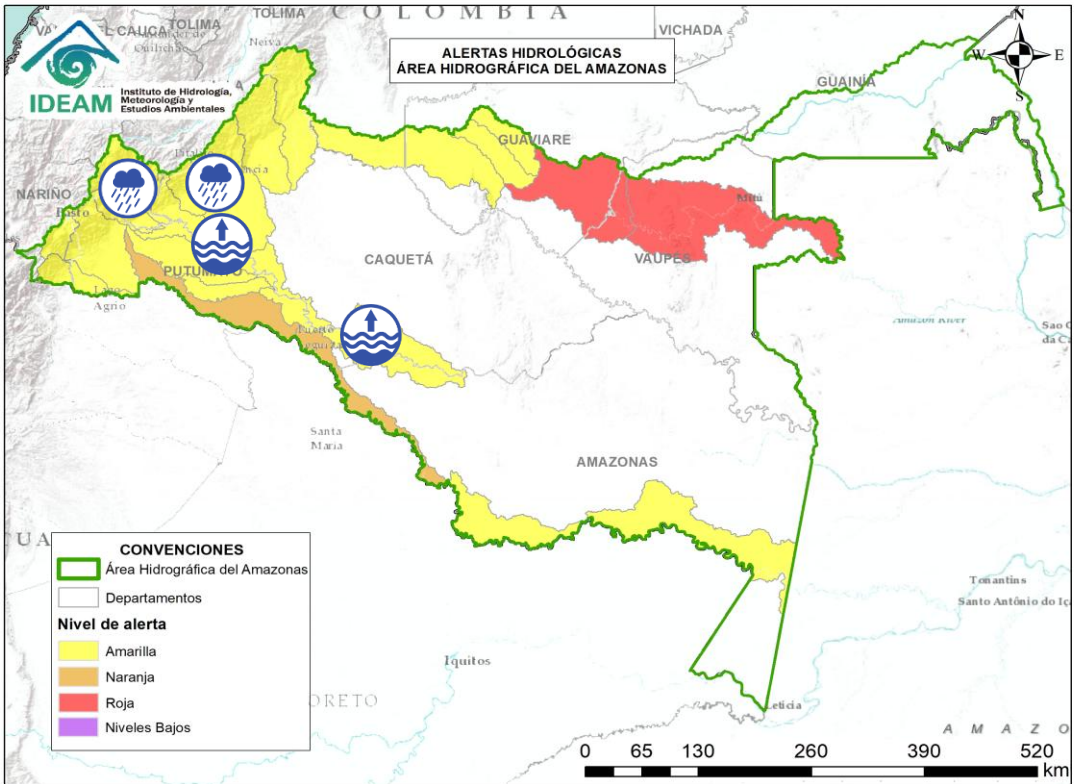 COLOMBIA
TOLIMA
TOLIMA
VICHADA
Neiva
ALERTAS HIDROLÓGICAS
ÁREA HIDROGRÁFICA DEL AMAZONAS
N
W
E
S
IDEAM
Instituto de Hidrología,
Meteorología y
Estudios Ambientales
GUAINÍA
GUAVIARE
NARIÑO
Pasto
Mitú
CAQUETÁ
VAUPÉS
PUTUMAYO
Lago
Agrio
Puerto
Amazon River
Santa
Maria
AMAZONAS
CONVENCIONES
Área Hidrográfica del Amazonas
Departamentos
Nivel de alerta
Amarilla
Naranja
Roja
Niveles Bajos
Tonantins
Santo Antônio do Iç
Iquitos
ORETO
Leticia
AMAZO
0 65 130 260 390 520
km